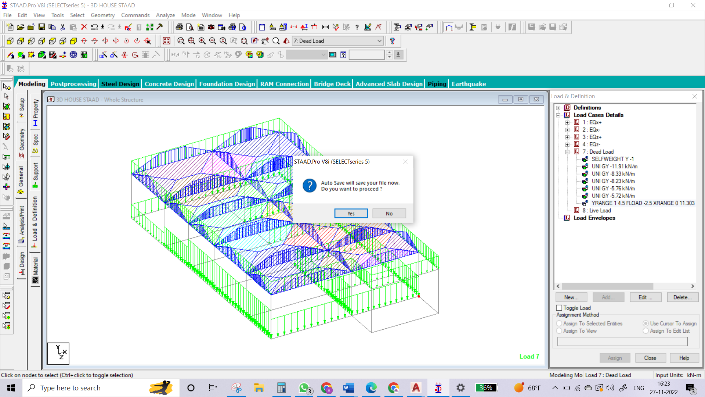 STAAD.Pro V8i (SELECTseries 5) - 3D HOUSE STAAD
File Edit View Tools Select Geometry Commands Analyze Mode Window Help
7: Dead Load
Modeling Postprocessing Steel Design Concrete Design Foundation Design RAM Connection Bridge Deck Advanced Slab Design Piping Earthquake
3D HOUSE STAAD - Whole Structure
Setup
Geometry
General
Analysis/Print
Design
Property
Spec
Support
Load & Definition
Material
STAAD.Pro V8i (SELECTseries 5)
Auto Save will save your file now.
Do you want to proceed ?
Yes No
Load 7
Load & Definition
Definitions
Load Cases Details
1 : EQx+
2 : EQx-
3 : EQz+
4 : EQz-
7 : Dead Load
SELFWEIGHT Y -1
UNI GY -11.91 kN/m
UNI GY -8.33 kN/m
UNI GY -8.23 kN/m
UNI GY -5.76 kN/m
UNI GY -5.72 kN/m
YRANGE 1 4.5 FLOAD -2.5 XRANGE 0 11.303
8 : Live Load
Load Envelopes
New... Add... Edit... Delete...
Toggle Load
Assignment Method
Assign To Selected Entities
Use Cursor To Assign
Assign To View
Assign To Edit List
Assign Close Help
Click on nodes to select (Ctrl+click to toggle selection)
Modeling Mo Load 7 : Dead Load Input Units: kN-m
Type here to search
68°F
ENG
16:23
27-11-2022